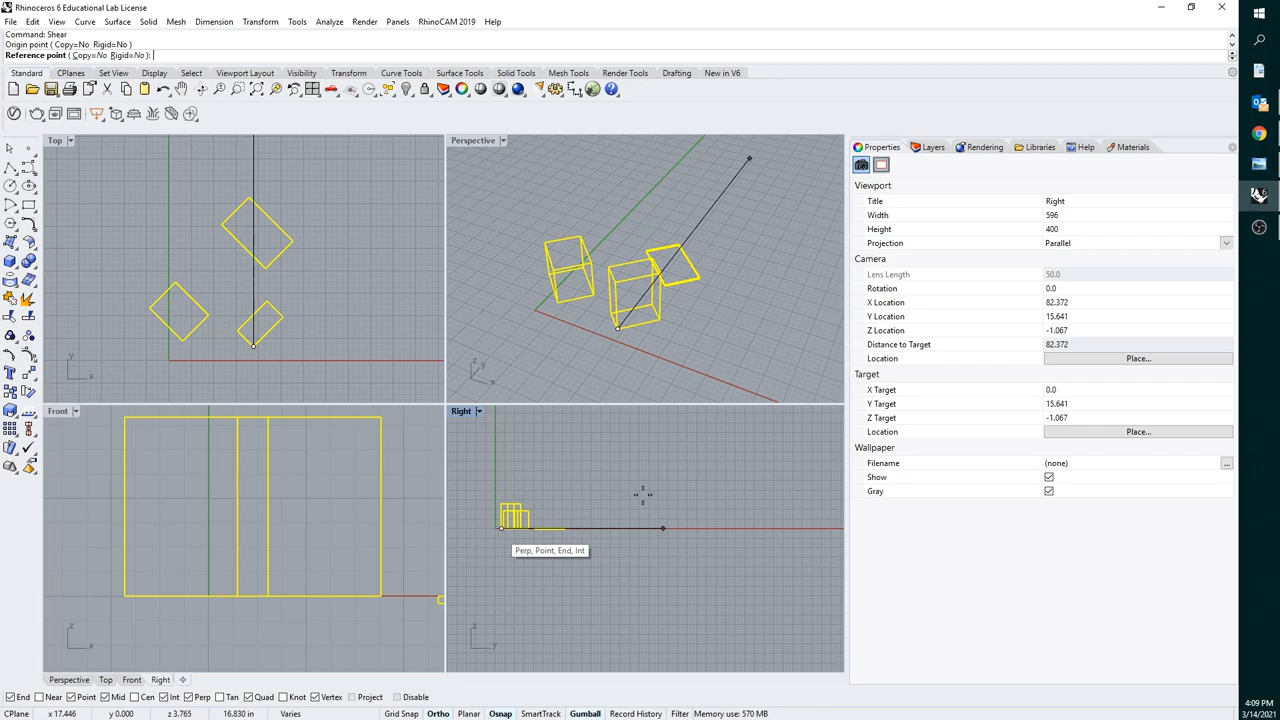 Rhinoceros 6 Educational Lab License
File Edit View Curve Surface Solid Mesh Dimension Transform Tools Analyze Render Panels RhinoCAM 2019 Help
Command: Shear
Origin point ( Copy=No Rigid=No )
Reference point ( Copy=No Rigid=No ):
Standard CPlanes Set View Display Select Viewport Layout Visibility Transform Curve Tools Surface Tools Solid Tools Mesh Tools Render Tools Drafting New in V6
Top Perspective
y
x
z y
x
Front Right
z
x
z
y
Perp, Point, End, Int
Properties Layers Rendering Libraries Help Materials
Viewport
Title Right
Width 596
Height 400
Projection Parallel
Camera
Lens Length 50.0
Rotation 0.0
X Location 82.372
Y Location 15.641
Z Location -1.067
Distance to Target 82.372
Location Place...
Target
X Target 0.0
Y Target 15.641
Z Target -1.067
Location Place...
Wallpaper
Filename (none) ...
Show
Gray
Perspective Top Front Right
End Near Point Mid Cen Int Perp Tan Quad Knot Vertex Project Disable
CPlane x 17.446 y 0.000 z 3.765 16.830 in Varies Grid Snap Ortho Planar Osnap SmartTrack Gumball Record History Filter Memory use: 570 MB
4:09 PM
3/14/2021